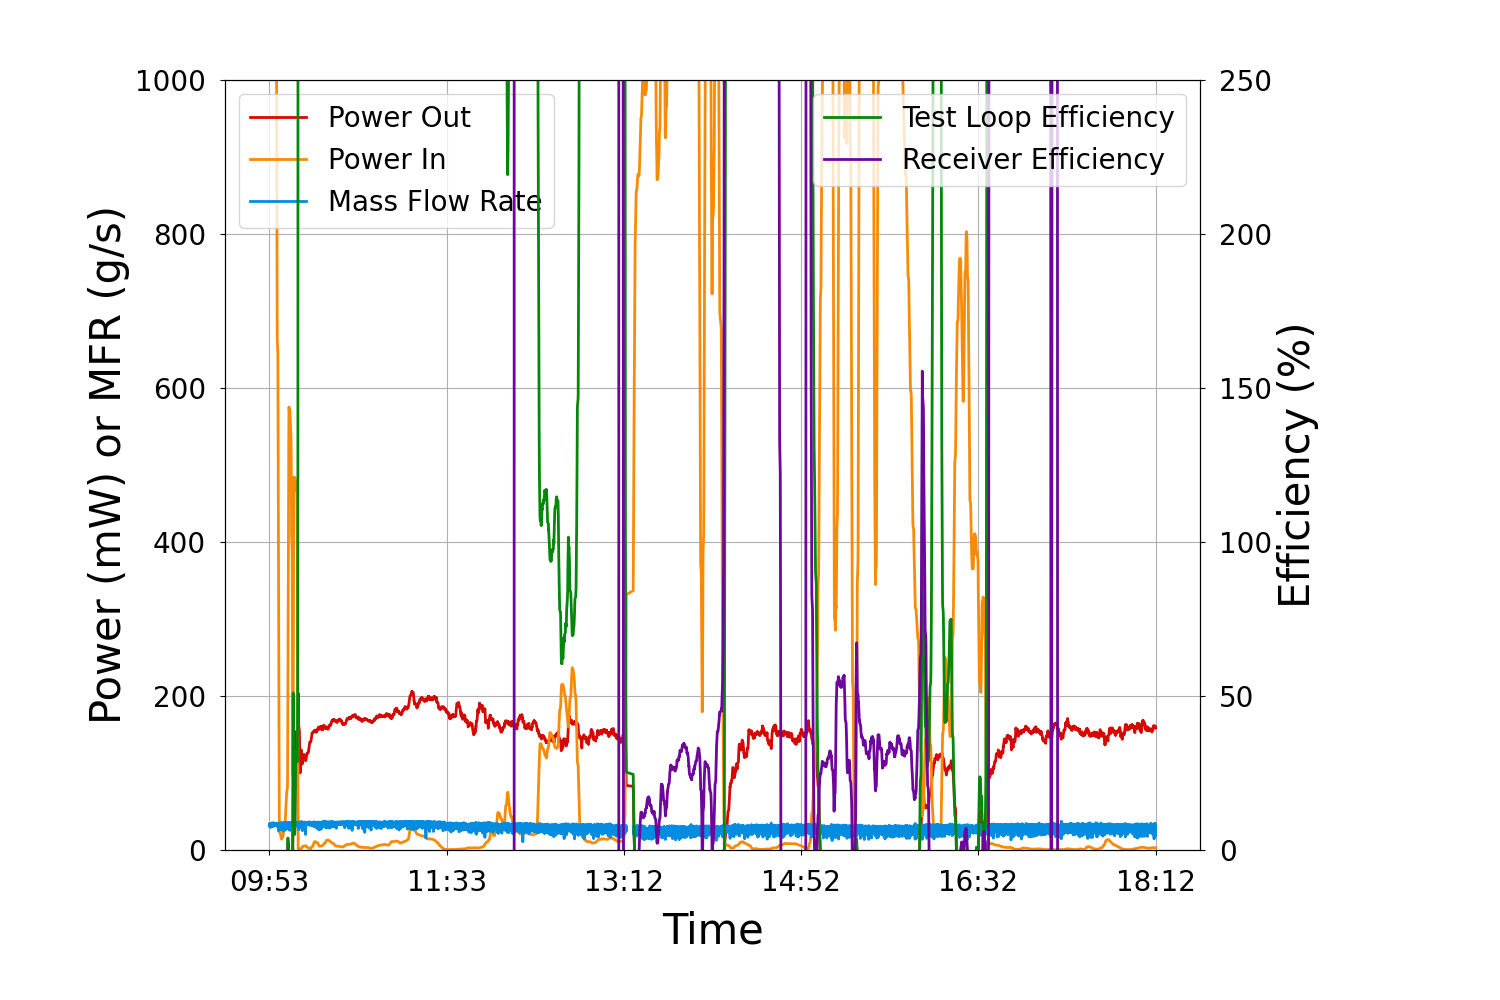 Power (mW) or MFR (g/s)
1000
800
600
400
200
0
Power Out
Power In
Mass Flow Rate
Test Loop Efficiency
Receiver Efficiency
250
200
150
100
50
0
Efficiency (%)
09:53 11:33 13:12 14:52 16:32 18:12
Time